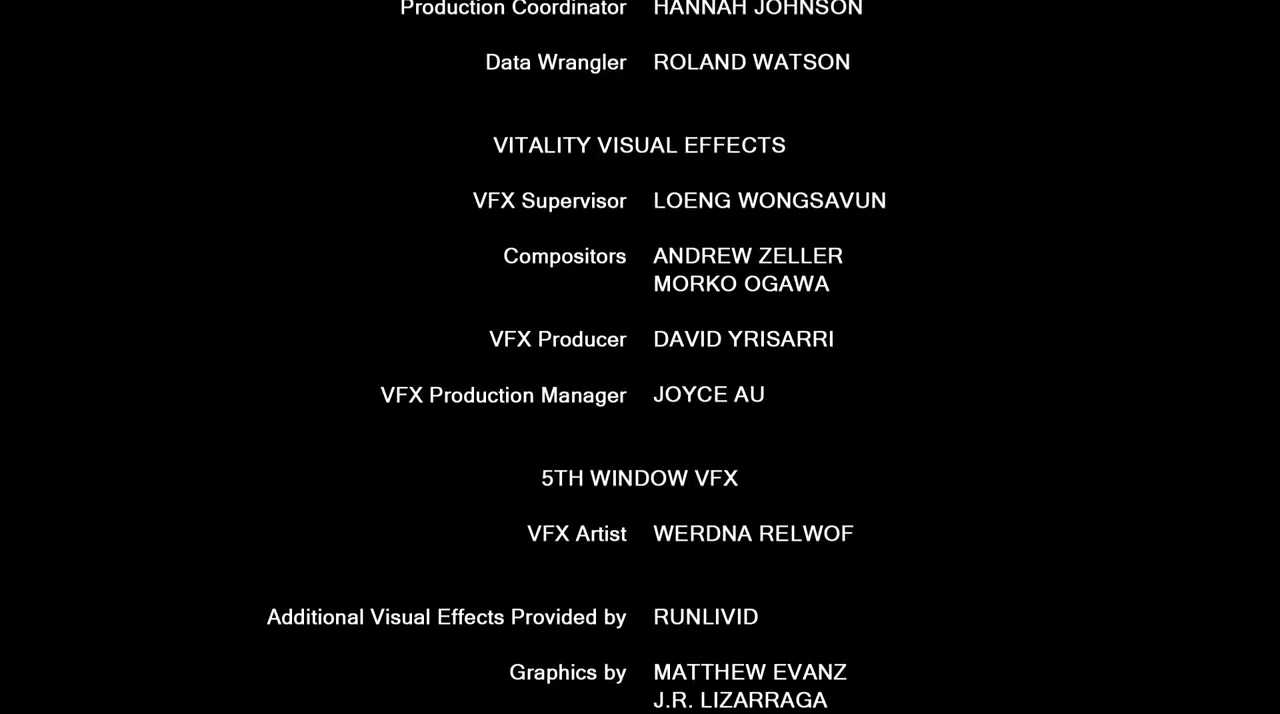 Production Coordinator HANNAH JOHNSON
Data Wrangler ROLAND WATSON
VITALITY VISUAL EFFECTS
VFX Supervisor LOENG WONGSAVUN
Compositors ANDREW ZELLER
MORKO OGAWA
VFX Producer DAVID YRISARRI
VFX Production Manager JOYCE AU
5TH WINDOW VFX
VFX Artist WERDNA RELWOF
Additional Visual Effects Provided by RUNLIVID
Graphics by MATTHEW EVANZ
J.R. LIZARRAGA